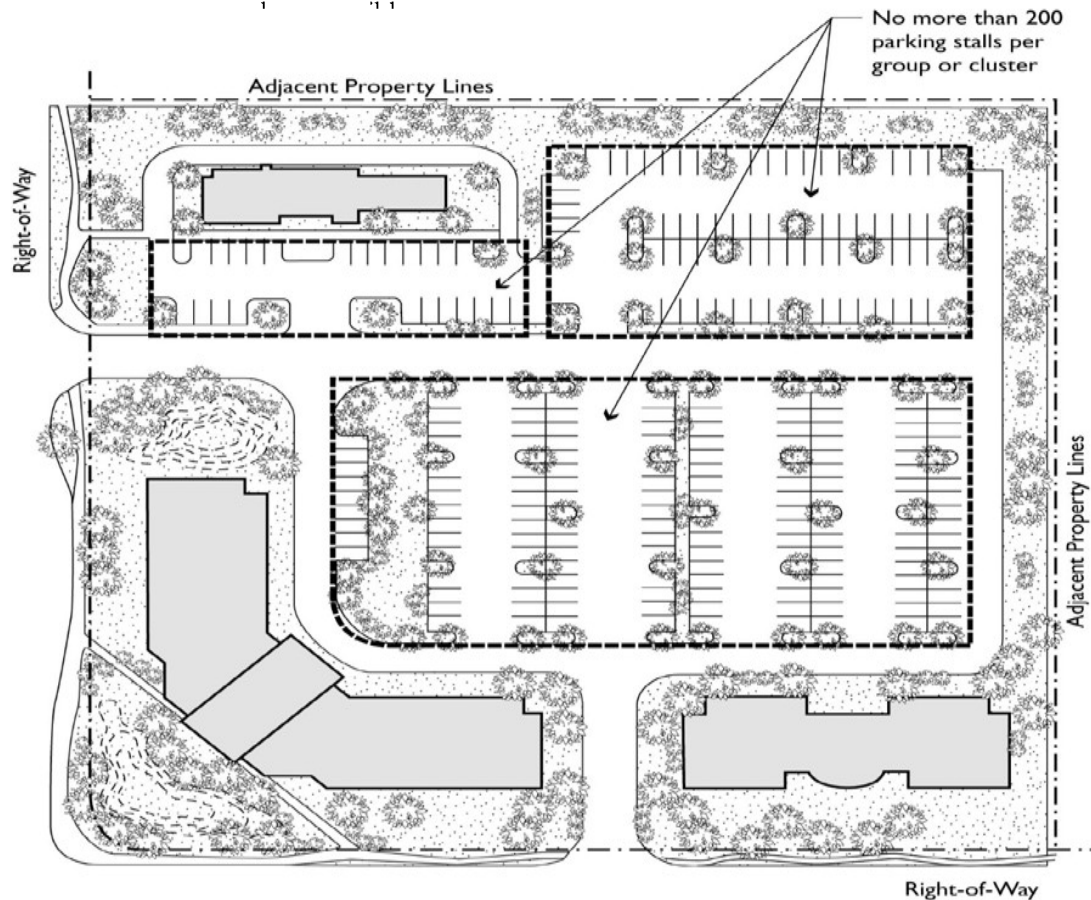 No more than 200
parking stalls per
group or cluster
Adjacent Property Lines
Right-of-Way
Adjacent Property Lines
Right-of-Way